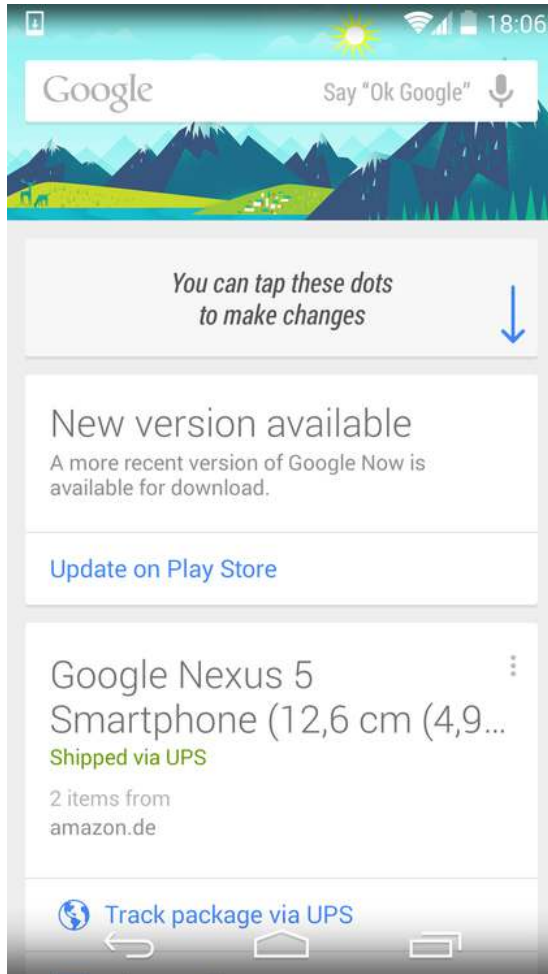 18:06
Google Say "Ok Google"
You can tap these dots
to make changes
New version available
A more recent version of Google Now is
available for download.
Update on Play Store
Google Nexus 5
Smartphone (12,6 cm (4,9...
Shipped via UPS
2 items from
amazon.de
Track package via UPS